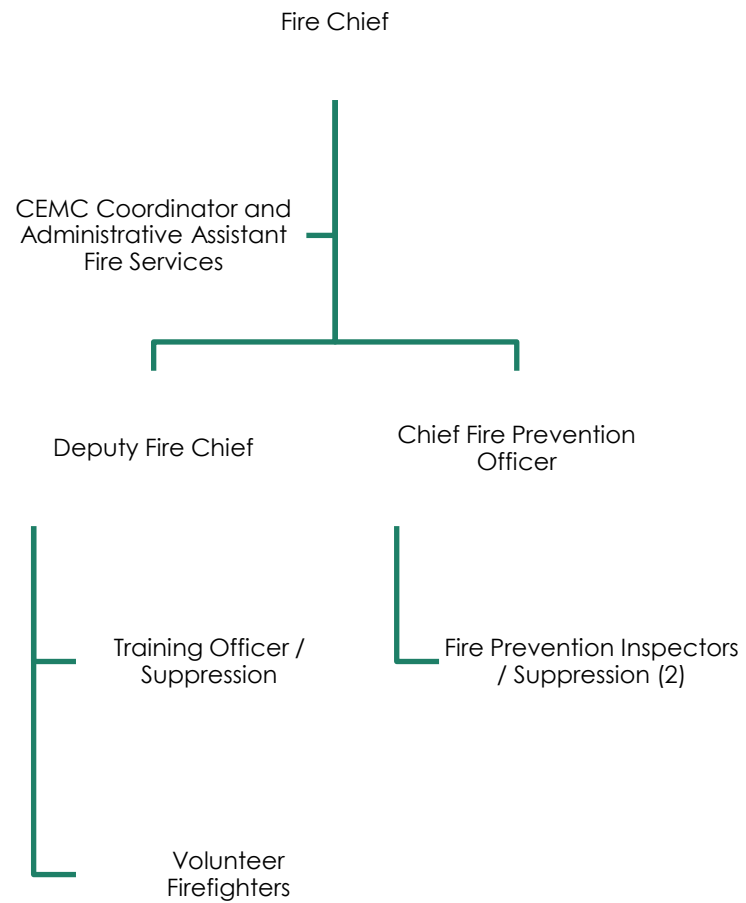 Fire Chief
CEMC Coordinator and
Administrative Assistant
Fire Services
Deputy Fire Chief
Chief Fire Prevention
Officer
Training Officer /
Suppression
Fire Prevention Inspectors
/ Suppression (2)
Volunteer
Firefighters